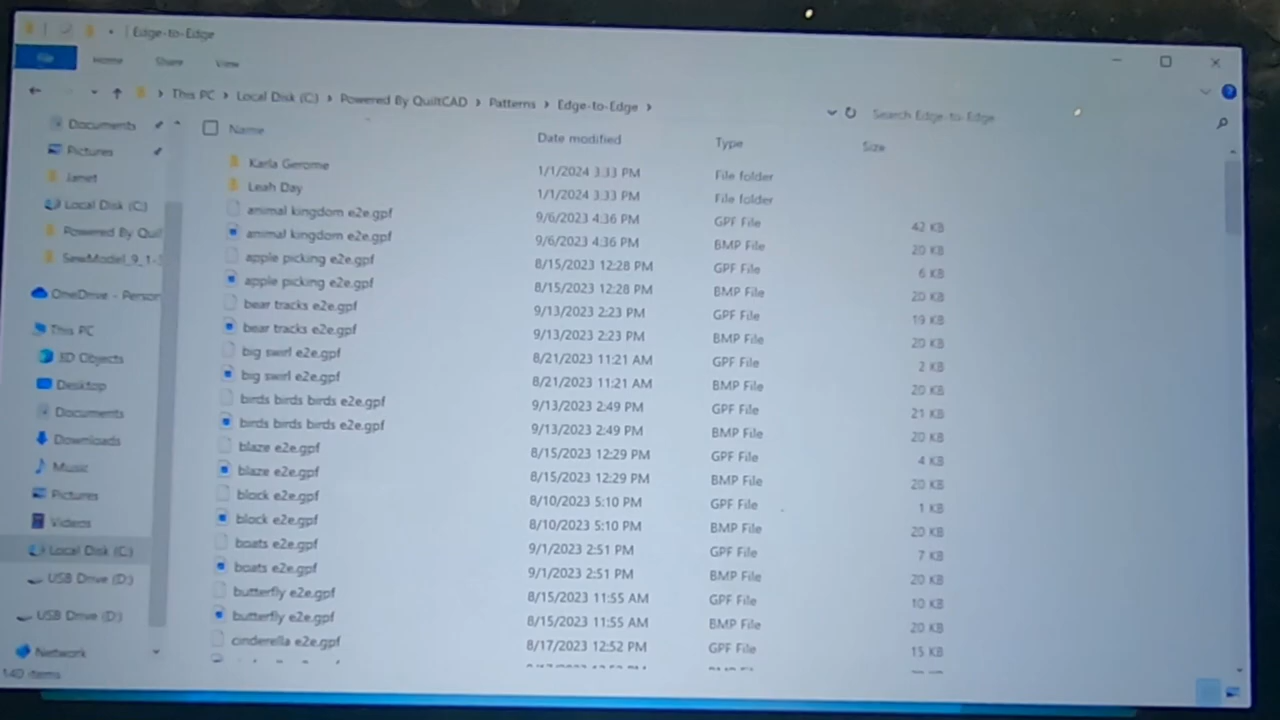 Edge-to-Edge
Home Share View
This PC > Local Disk (C:) > Powered By QuiltCAD > Patterns > Edge-to-Edge >
Search Edge-to-Edge
Documents
Pictures
Janet
Local Disk (C:)
Powered By Quil
SewModel_9_1-
OneDrive - Person
This PC
3D Objects
Desktop
Documents
Downloads
Music
Pictures
Videos
Local Disk (C:)
USB Drive (D:)
USB Drive (D:)
Network
140 items
Name Date modified Type Size
Karla Gerome 1/1/2024 3:33 PM File folder
Leah Day 1/1/2024 3:33 PM File folder
animal kingdom e2e.gpf 9/6/2023 4:36 PM GPF File 42 KB
animal kingdom e2e.gpf 9/6/2023 4:36 PM BMP File 20 KB
apple picking e2e.gpf 8/15/2023 12:28 PM GPF File 6 KB
apple picking e2e.gpf 8/15/2023 12:28 PM BMP File 20 KB
bear tracks e2e.gpf 9/13/2023 2:23 PM GPF File 19 KB
bear tracks e2e.gpf 9/13/2023 2:23 PM BMP File 20 KB
big swirl e2e.gpf 8/21/2023 11:21 AM GPF File 2 KB
big swirl e2e.gpf 8/21/2023 11:21 AM BMP File 20 KB
birds birds birds e2e.gpf 9/13/2023 2:49 PM GPF File 21 KB
birds birds birds e2e.gpf 9/13/2023 2:49 PM BMP File 20 KB
blaze e2e.gpf 8/15/2023 12:29 PM GPF File 4 KB
blaze e2e.gpf 8/15/2023 12:29 PM BMP File 20 KB
block e2e.gpf 8/10/2023 5:10 PM GPF File 1 KB
block e2e.gpf 8/10/2023 5:10 PM BMP File 20 KB
boats e2e.gpf 9/1/2023 2:51 PM GPF File 7 KB
boats e2e.gpf 9/1/2023 2:51 PM BMP File 20 KB
butterfly e2e.gpf 8/15/2023 11:55 AM GPF File 10 KB
butterfly e2e.gpf 8/15/2023 11:55 AM BMP File 20 KB
cinderella e2e.gpf 8/17/2023 12:52 PM GPF File 15 KB